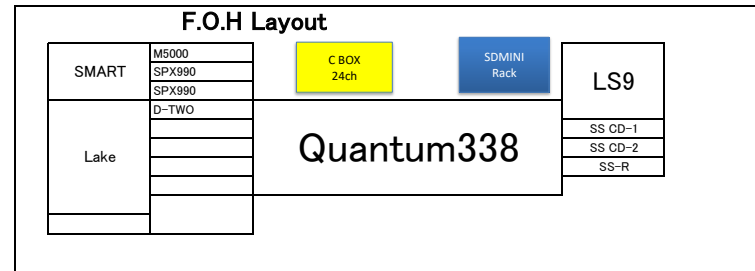 F.O.H Layout
SMART
M5000
SPX990
SPX990
D-TWO
Lake
C BOX
24ch
SDMINI
Rack
Quantum338
LS9
SS CD-1
SS CD-2
SS-R